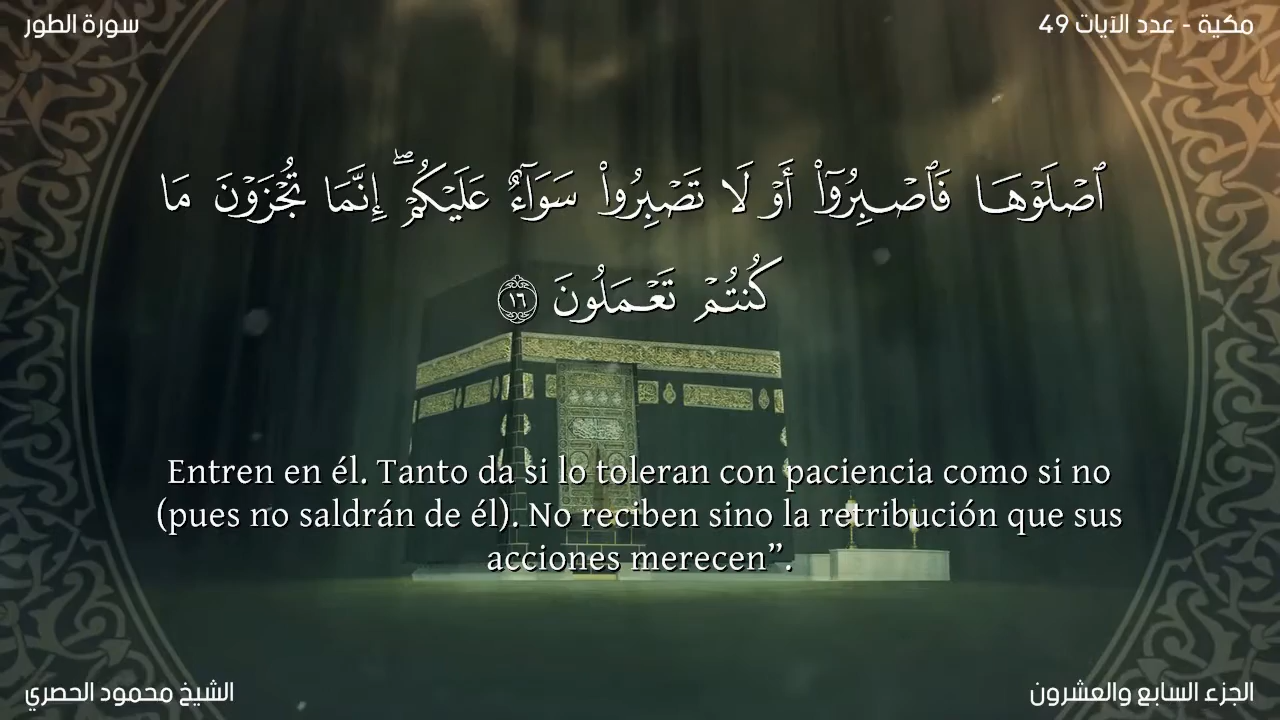 مكية - عدد الآيات 49
سورة الطور
ٱصْلَوْهَا فَٱصْبِرُوٓا۟ أَوْ لَا تَصْبِرُوا۟ سَوَآءٌ عَلَيْكُمْ ۖ إِنَّمَا تُجْزَوْنَ مَا
كُنتُمْ تَعْمَلُونَ ١٦
Entren en él. Tanto da si lo toleran con paciencia como si no
(pues no saldrán de él). No reciben sino la retribución que sus
acciones merecen”.
الجزء السابع والعشرون
الشيخ محمود الحصري